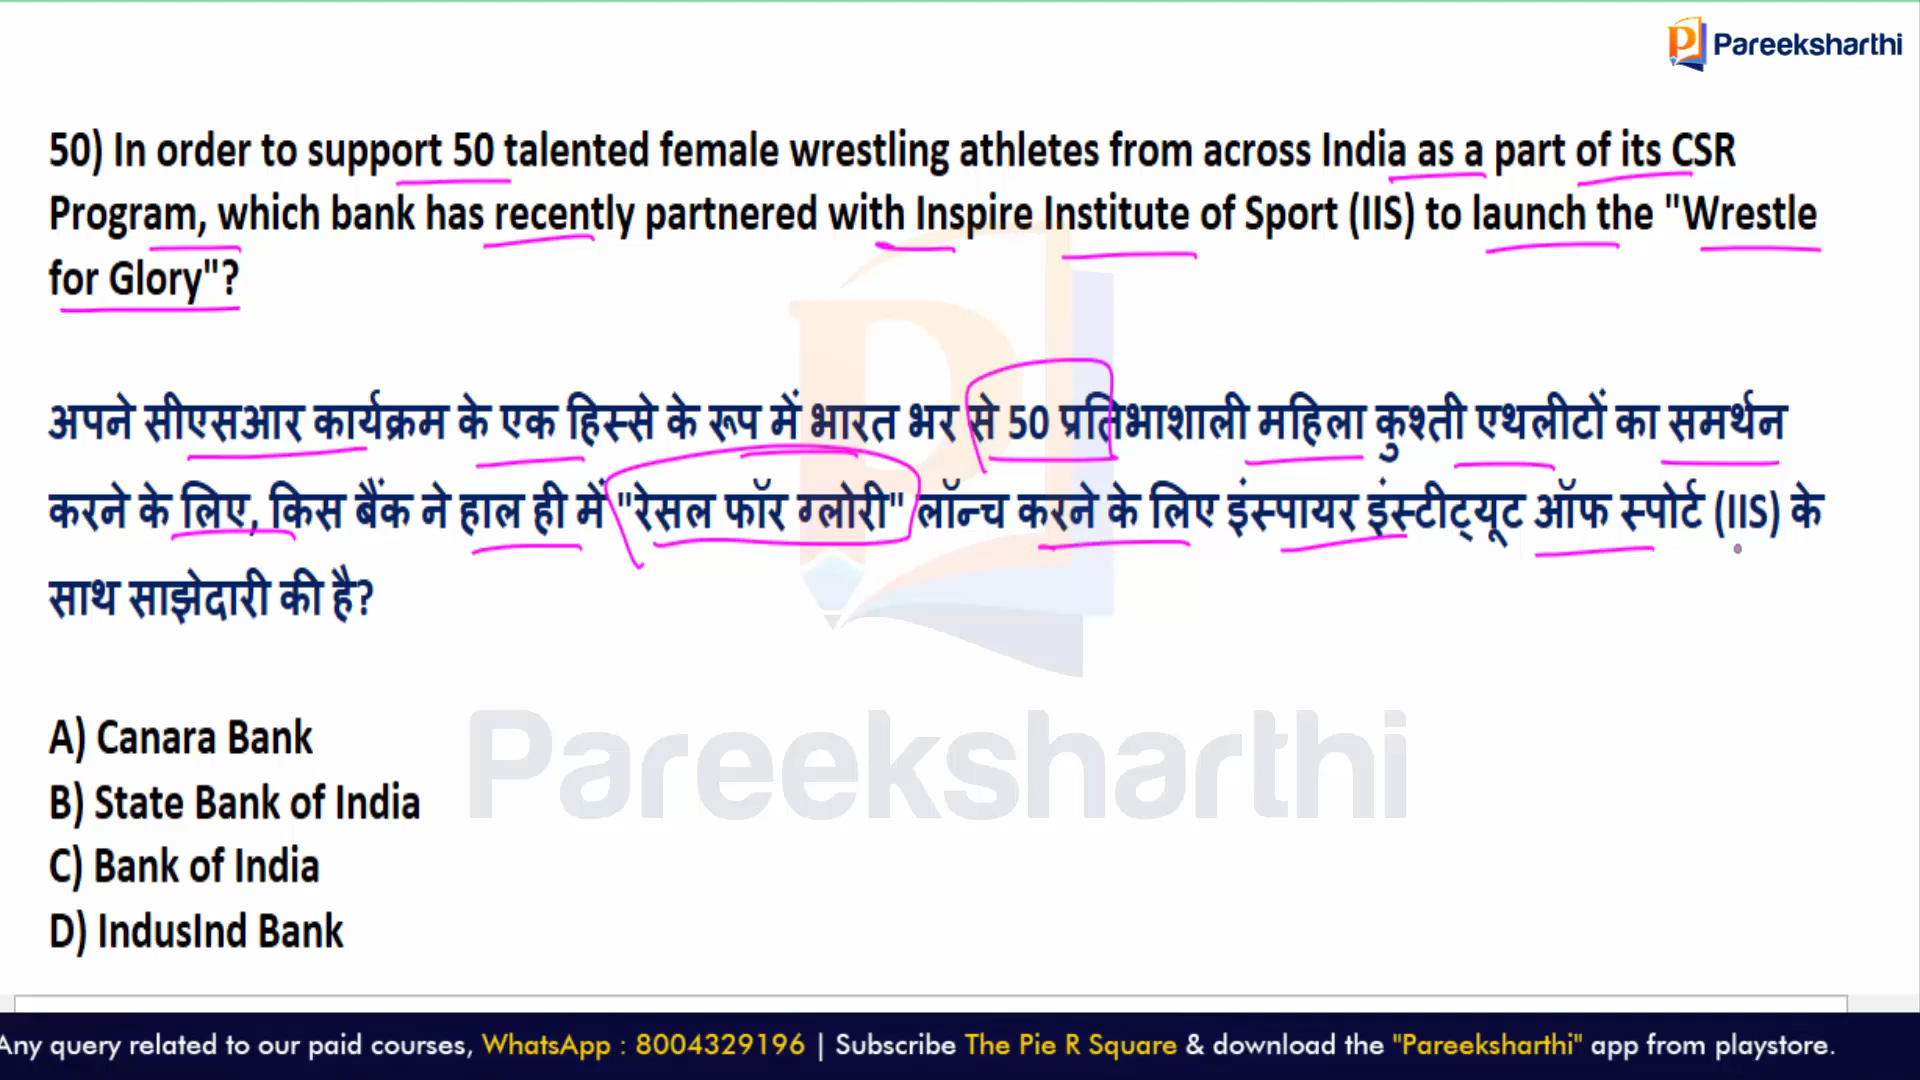 Pareeksharthi
50) In order to support 50 talented female wrestling athletes from across India as a part of its CSR
Program, which bank has recently partnered with Inspire Institute of Sport (IIS) to launch the "Wrestle
for Glory"?
अपने सीएसआर कार्यक्रम के एक हिस्से के रूप में भारत भर से 50 प्रतिभाशाली महिला कुश्ती एथलीटों का समर्थन
करने के लिए, किस बैंक ने हाल ही में "रेसल फॉर ग्लोरी" लॉन्च करने के लिए इंस्पायर इंस्टीट्यूट ऑफ स्पोर्ट (IIS) के
साथ साझेदारी की है?
Pareeksharthi
A) Canara Bank
B) State Bank of India
C) Bank of India
D) IndusInd Bank
Any query related to our paid courses, WhatsApp : 8004329196 | Subscribe The Pie R Square & download the "Pareeksharthi" app from playstore.